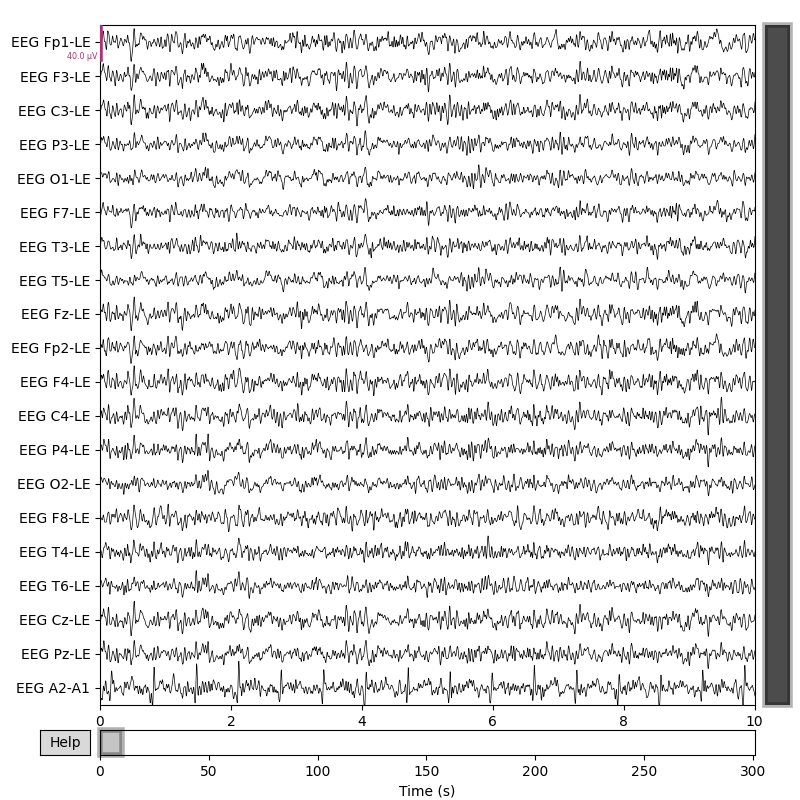 EEG Fp1-LE
40.0 µV
EEG F3-LE
EEG C3-LE
EEG P3-LE
EEG O1-LE
EEG F7-LE
EEG T3-LE
EEG T5-LE
EEG Fz-LE
EEG Fp2-LE
EEG F4-LE
EEG C4-LE
EEG P4-LE
EEG O2-LE
EEG F8-LE
EEG T4-LE
EEG T6-LE
EEG Cz-LE
EEG Pz-LE
EEG A2-A1
0 2 4 6 8 10
Help
0 50 100 150 200 250 300
Time (s)